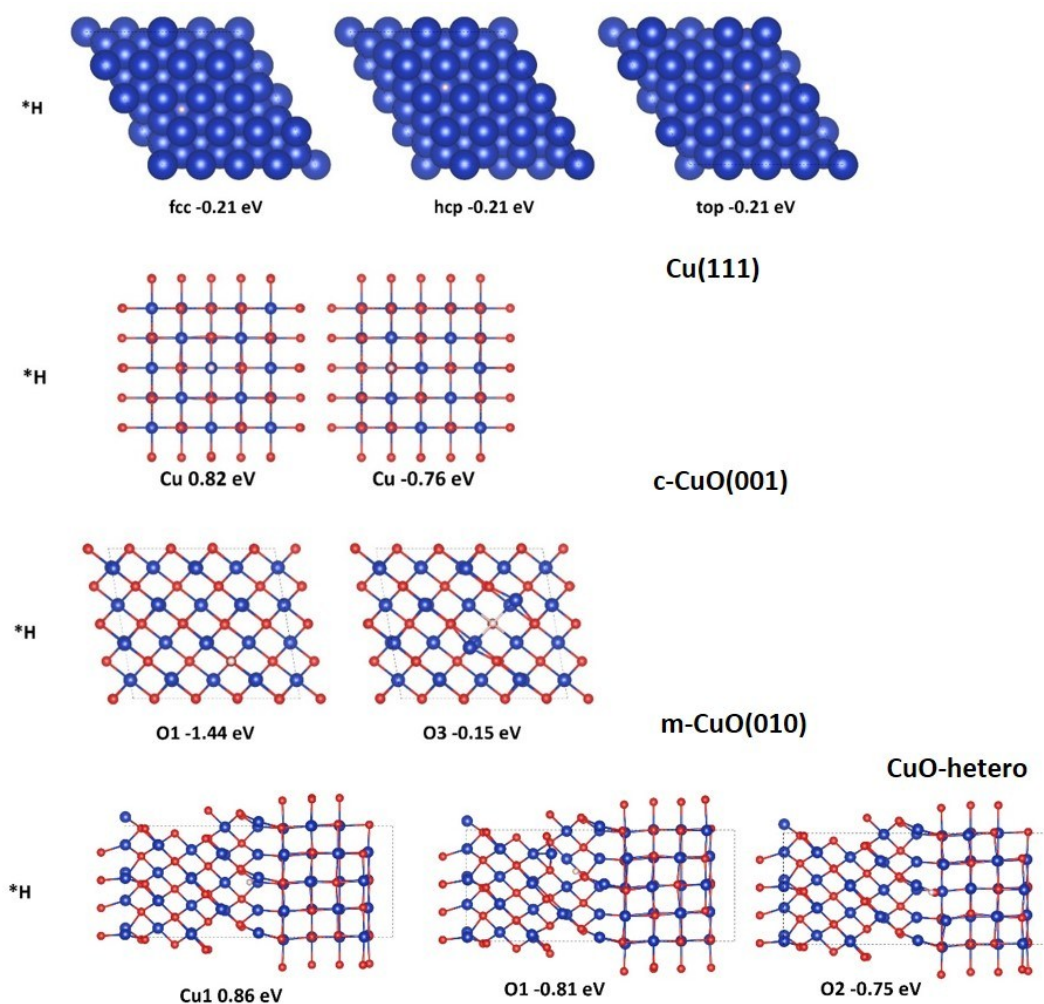 *H
fcc -0.21 eV hcp -0.21 eV top -0.21 eV
Cu(111)
*H
Cu 0.82 eV Cu -0.76 eV
c-CuO(001)
*H
O1 -1.44 eV O3 -0.15 eV
m-CuO(010)
CuO-hetero
*H
Cu1 0.86 eV O1 -0.81 eV O2 -0.75 eV